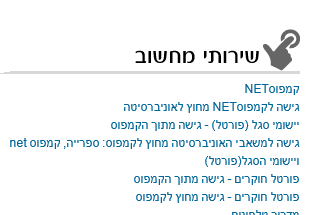 שירותי מחשוב
קמפוסNET
גישה לקמפוסNET מחוץ לאוניברסיטה
יישומי סגל (פורטל) - גישה מתוך הקמפוס
גישה למשאבי האוניברסיטה מחוץ לקמפוס: ספרייה, קמפוס net
ויישומי הסגל(פורטל)
פורטל חוקרים - גישה מתוך הקמפוס
פורטל חוקרים - גישה מחוץ לקמפוס